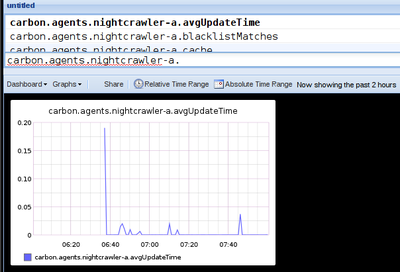 untitled
carbon.agents.nightcrawler-a.avgUpdateTime
carbon.agents.nightcrawler-a.blacklistMatches
carbon.agents.nightcrawler-a.cache
carbon.agents.nightcrawler-a.
Dashboard Graphs Share Relative Time Range Absolute Time Range Now showing the past 2 hours
carbon.agents.nightcrawler-a.avgUpdateTime
0.20
0.15
0.10
0.05
0
06:20 06:40 07:00 07:20 07:40
carbon.agents.nightcrawler-a.avgUpdateTime